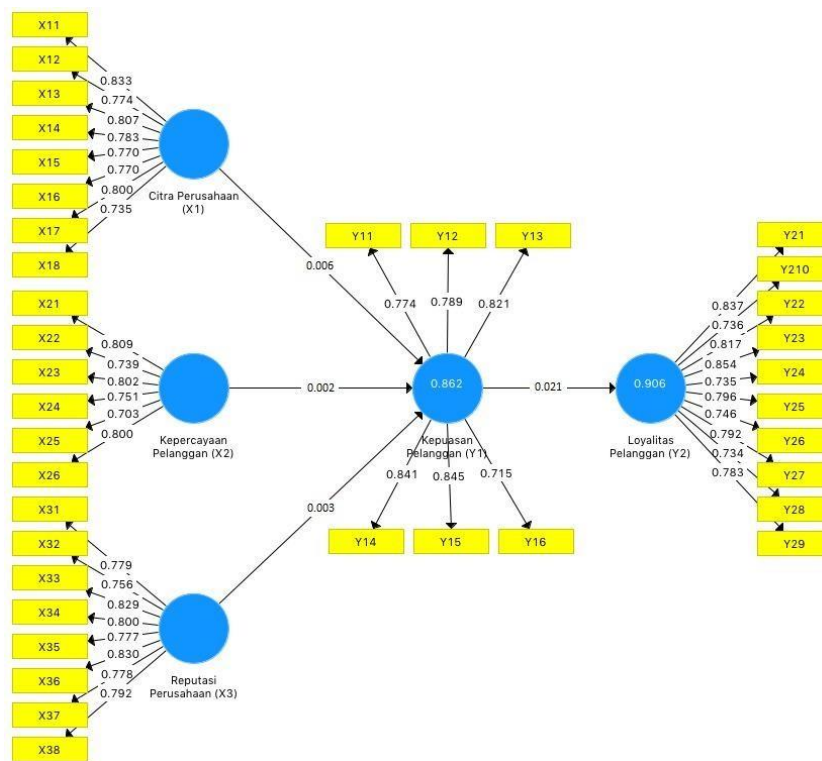 X11
X12
X13
X14
X15
X16
X17
X18
0.833
0.774
0.807
0.783
0.770
0.770
0.800
0.735
Citra Perusahaan
(X1)
X21
X22
X23
X24
X25
X26
0.809
0.739
0.802
0.751
0.703
0.800
Kepercayaan
Pelanggan (X2)
X31
X32
X33
X34
X35
X36
X37
X38
0.779
0.756
0.829
0.800
0.777
0.830
0.778
0.792
Reputasi
Perusahaan (X3)
0.002
0.003
Y11
Y12
Y13
0.774
0.789
0.821
0.862
Kepuasan
Pelanggan (Y1)
0.841
0.845
0.715
Y14
Y15
Y16
0.021
0.906
Loyalitas
Pelanggan (Y2)
0.837
0.736
0.817
0.854
0.735
0.796
0.746
0.792
0.734
0.783
Y21
Y210
Y22
Y23
Y24
Y25
Y26
Y27
Y28
Y29